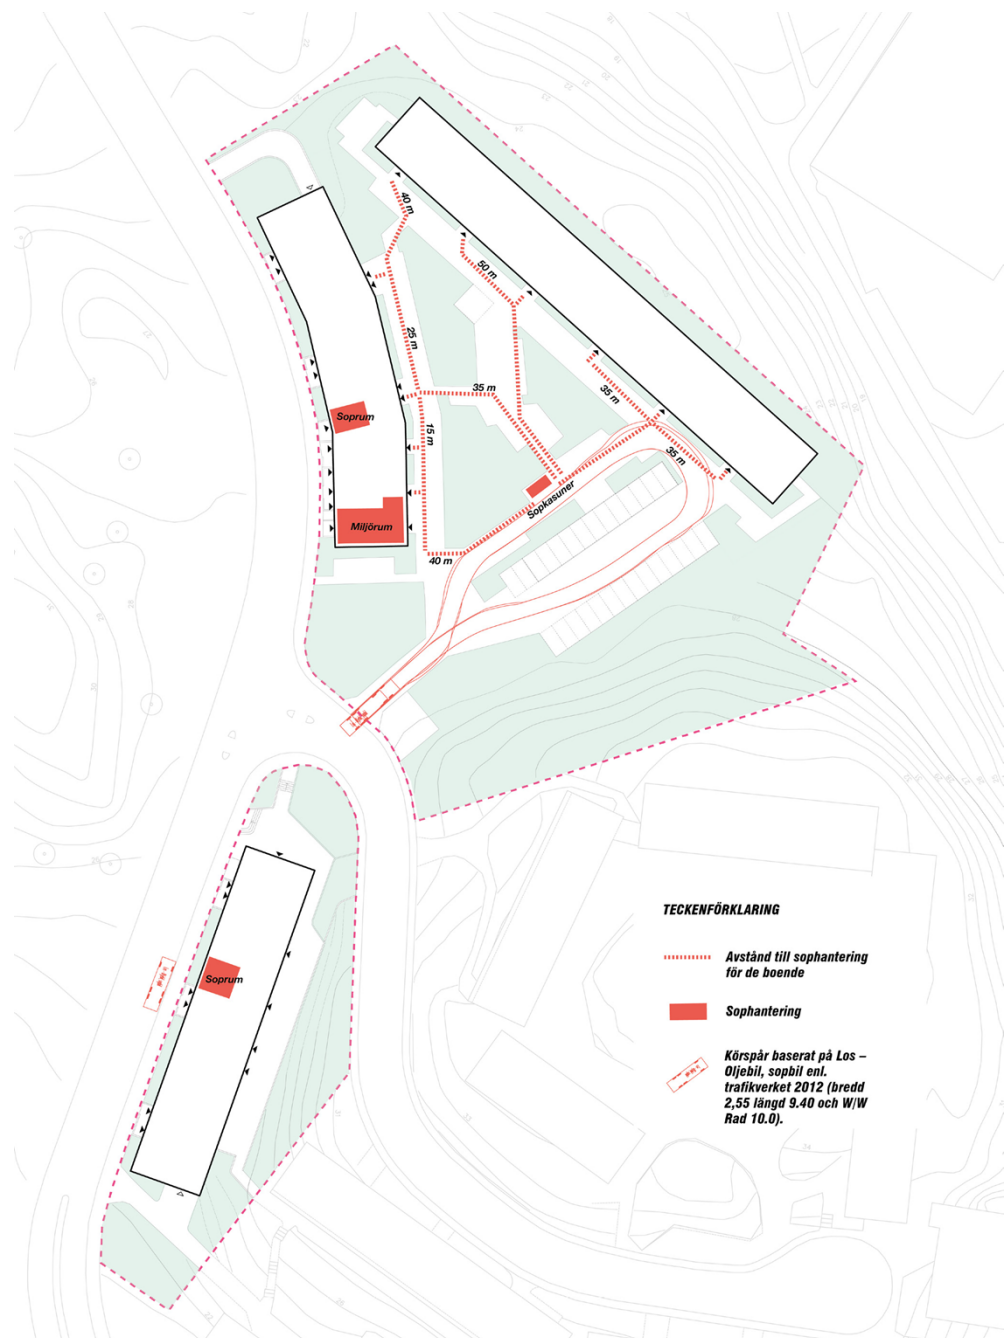 40 m
50 m
25 m
35 m
35 m
Soprum
15 m
35 m
Sopkasuner
Miljörum
40 m
Soprum
TECKENFÖRKLARING
Avstånd till sophantering
för de boende
Sophantering
Körspår baserat på Los –
Oljebil, sopbil enl.
trafikverket 2012 (bredd
2,55 längd 9.40 och W/W
Rad 10.0).